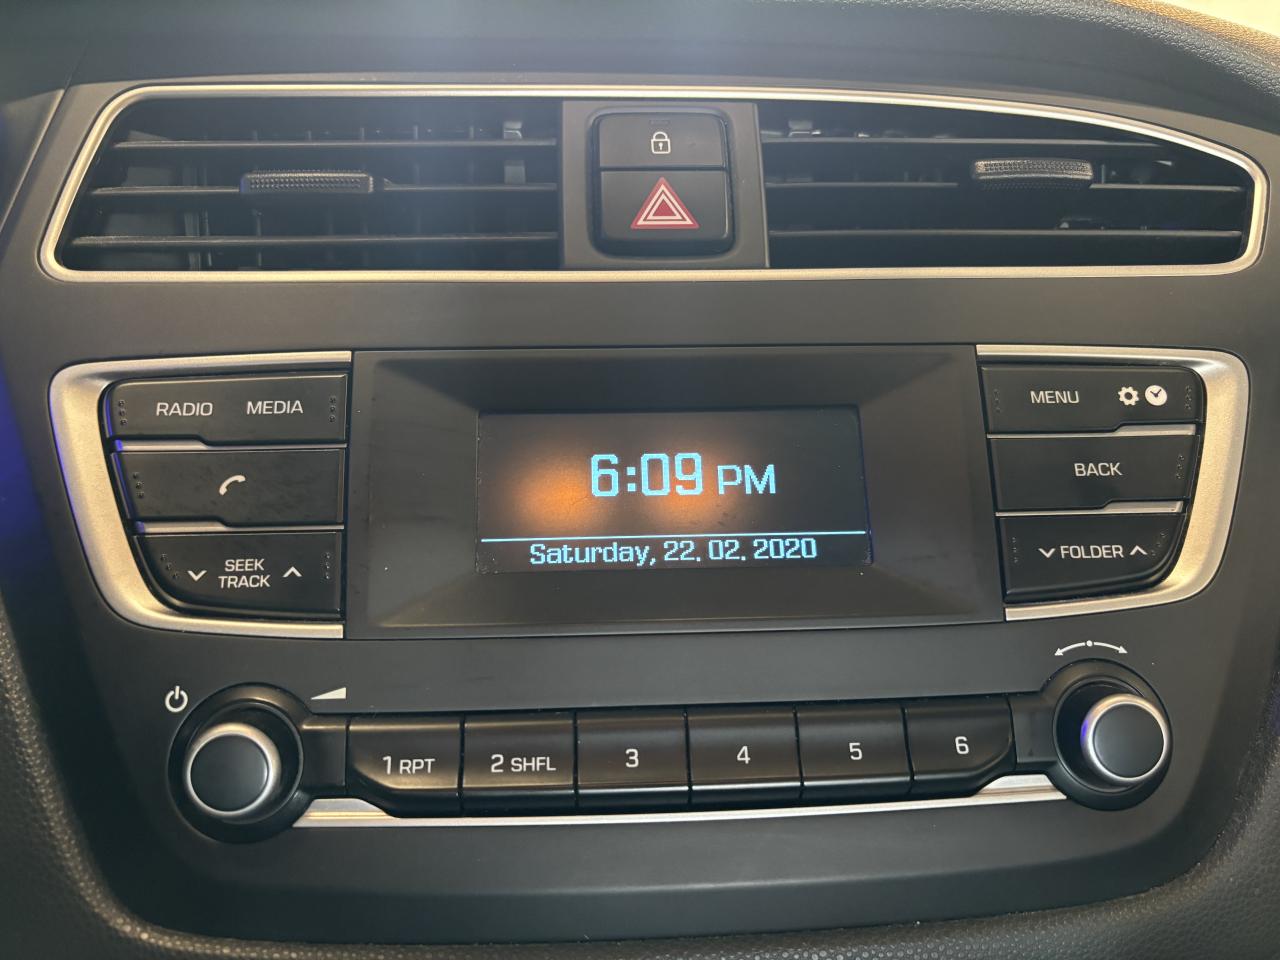 RADIO MEDIA
6:09 PM
Saturday, 22. 02. 2020
MENU
BACK
SEEK
TRACK
FOLDER
1 RPT 2 SHFL 3 4 5 6